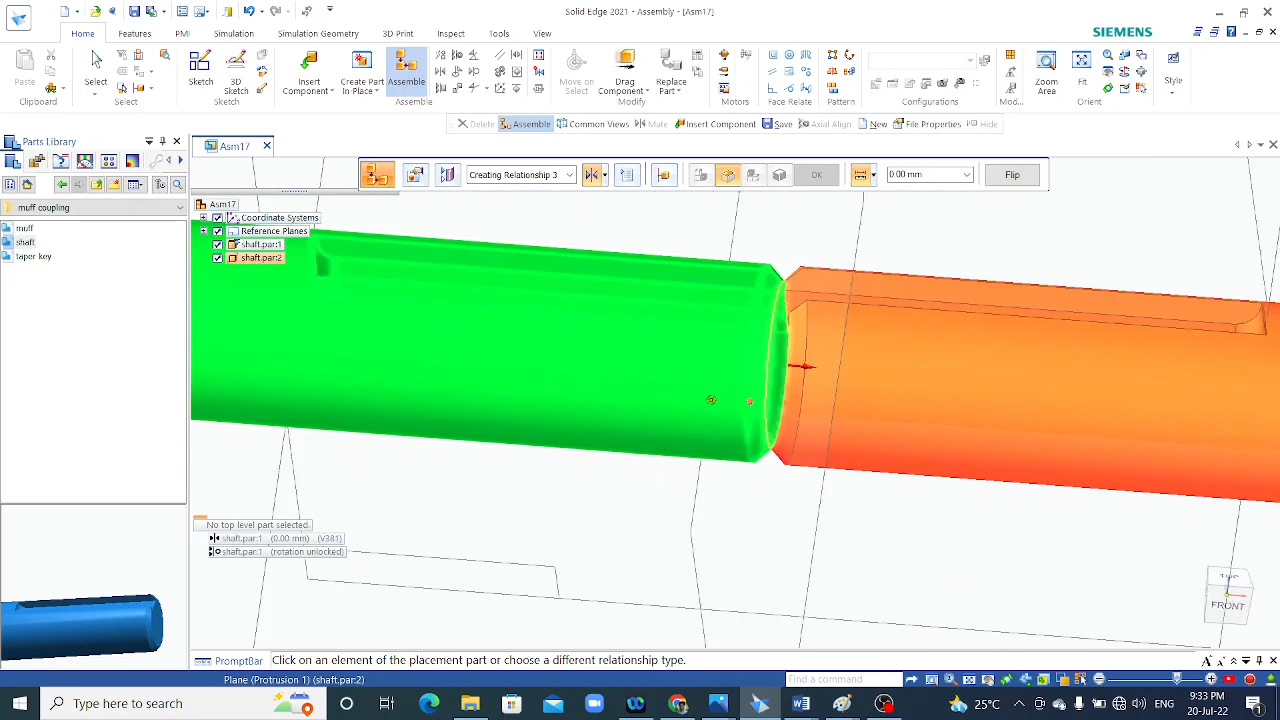 Solid Edge 2021 - Assembly - [Asm17]
Home
Features
PMI
Simulation
Simulation Geometry
3D Print
Inspect
Tools
View
SIEMENS
Paste
Clipboard
Select
Select
Sketch
3D Sketch
Sketch
Insert Component
Create Part In-Place
Assemble
Assemble
Move on Select
Drag Component
Replace Part
Modify
Motors
Face Relate
Pattern
Configurations
Mod...
Zoom Area
Fit
Orient
Style
Delete
Assemble
Common Views
Mate
Insert Component
Save
Axial Align
New
File Properties
Hide
Parts Library
Asm17
Creating Relationship 3
OK
0.00 mm
Flip
muff coupling
muff
shaft
taper key
Asm17
Coordinate Systems
Reference Planes
shaft.par:1
shaft.par:2
No top level part selected.
shaft.par:1 (0.00 mm) (V381)
shaft.par:1 (rotation unlocked)
TOP
FRONT
PromptBar
Click on an element of the placement part or choose a different relationship type.
Plane (Protrusion 1) (shaft.par:2)
Find a command
Type here to search
25°C
9:33 PM
20-Jul-22